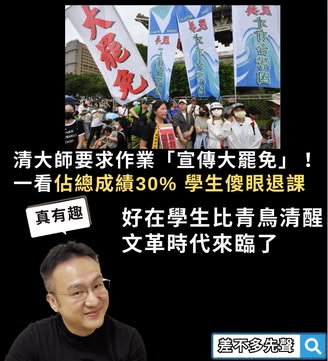 大罷免
清大師要求作業「宣傳大罷免」！
一看佔總成績30% 學生傻眼退課
真有趣
好在學生比青鳥清醒
文革時代來臨了
差不多先聲